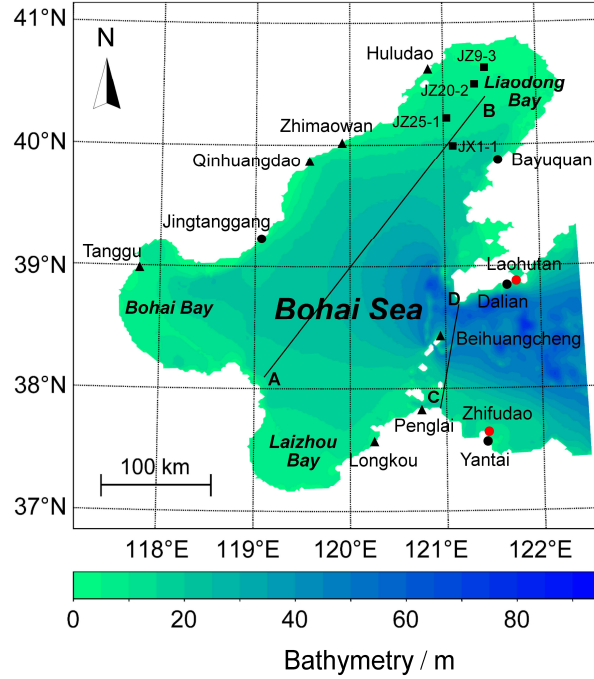 41°N
N
Huludao
JZ9-3
JZ20-2
Liaodong
Bay
B
JZ25-1
Zhimaowan
40°N
JX1-1
Qinhuangdao
Bayuquan
Jingtanggang
Tanggu
39°N
Laohutan
Bohai Bay
Bohai Sea
D
Dalian
Beihuangcheng
A
38°N
C
Penglai
Zhifudao
Laizhou
Bay
Longkou
Yantai
100 km
37°N
118°E 119°E 120°E 121°E 122°E
0 20 40 60 80
Bathymetry / m